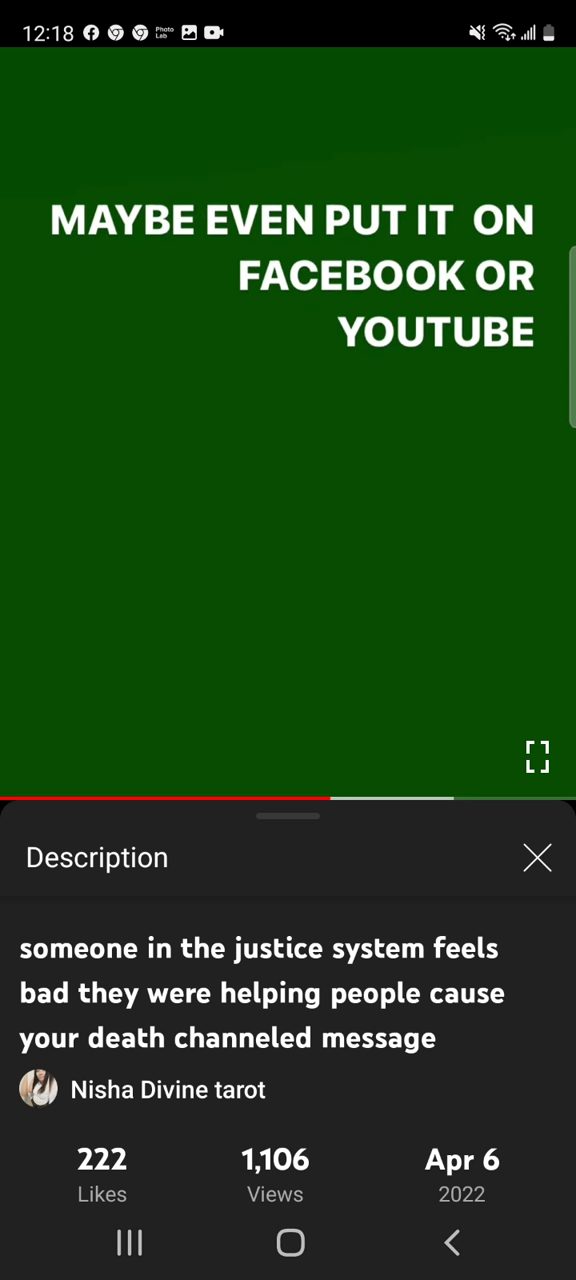 12:18 Photo Lab
MAYBE EVEN PUT IT ON
FACEBOOK OR
YOUTUBE
Description
someone in the justice system feels
bad they were helping people cause
your death channeled message
Nisha Divine tarot
222 1,106 Apr 6
Likes Views 2022